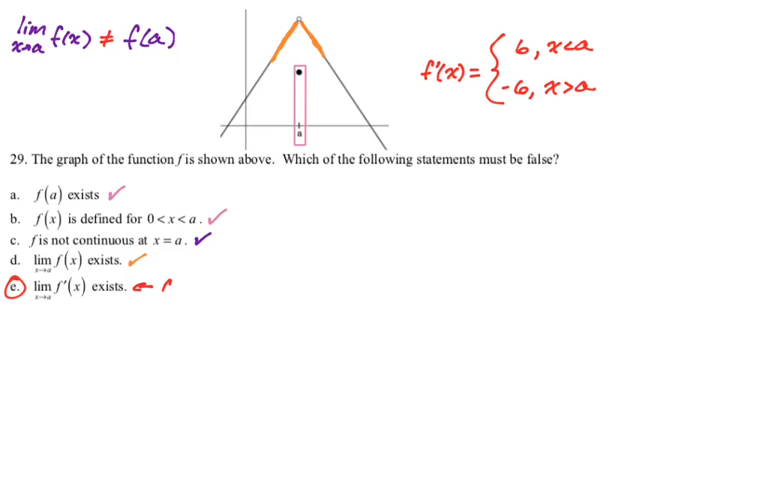 lim f(x) ≠ f(a)
x→a
f'(x) = { 6, x<a
-6, x>a
a
29. The graph of the function f is shown above. Which of the following statements must be false?
a. f(a) exists ✓
b. f(x) is defined for 0 < x < a. ✓
c. f is not continuous at x = a. ✓
d. lim f(x) exists. ✓
x→a
e. lim f'(x) exists. ←
x→a